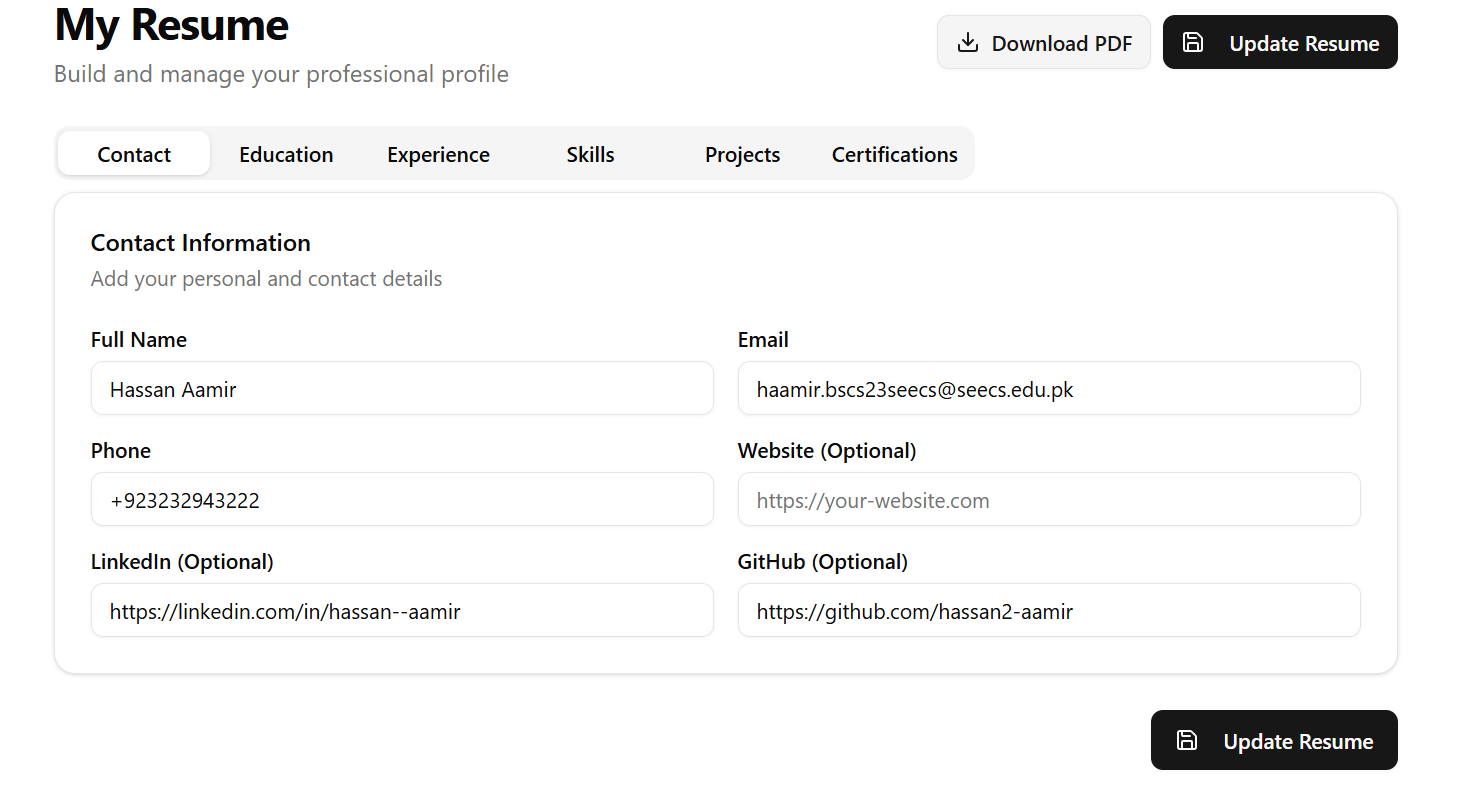 My Resume
Download PDF
Update Resume
Build and manage your professional profile
Contact Education Experience Skills Projects Certifications
Contact Information
Add your personal and contact details
Full Name Email
Hassan Aamir haamir.bscs23seecs@seecs.edu.pk
Phone Website (Optional)
+923232943222 https://your-website.com
LinkedIn (Optional) GitHub (Optional)
https://linkedin.com/in/hassan--aamir https://github.com/hassan2-aamir
Update Resume